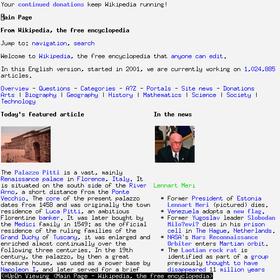 Your continued donations keep Wikipedia running!
Main Page
From Wikipedia, the free encyclopedia
Jump to: navigation, search
Welcome to Wikipedia, the free encyclopedia that anyone can edit.
In this English version, started in 2001, we are currently working on 1,024,885
articles.
Overview · Questions · Categories · A-Z · Portals · Site news · Donations
Arts | Biography | Geography | History | Mathematics | Science | Society |
Technology
Today's featured article
The Palazzo Pitti is a vast, mainly
Renaissance palace in Florence, Italy, It
is situated on the south side of the River
Arno, a short distance from the Ponte
Vecchio. The core of the present palazzo
dates from 1458 and was originally the town
residence of Luca Pitti, an ambitious
Florentine banker. It was later bought by
the Medici family in 1549; as the official
residence of the ruling families of the
Grand Duchy of Tuscany, it was enlarged and
enriched almost continually over the
following three centuries. In the 19th
century, the palazzo, by then a great
treasure house, was used as a power base by
Napoleon I, and later served for a brief
In the news
Lennart Meri
* Former President of Estonia
Lennart Meri (pictured) dies.
* Venezuela adopts a new flag.
* Former Yugoslav leader Slobodan
Milošević dies in his prison
cell in The Hague, Netherlands.
* NASA's Mars Reconnaissance
Orbiter enters Martian orbit.
* The Laotian rock rat is
identified as part of a group
previously thought to have
disappeared 11 million years
Viewing <Main Page - Wikipedia, the free encyclopedia>